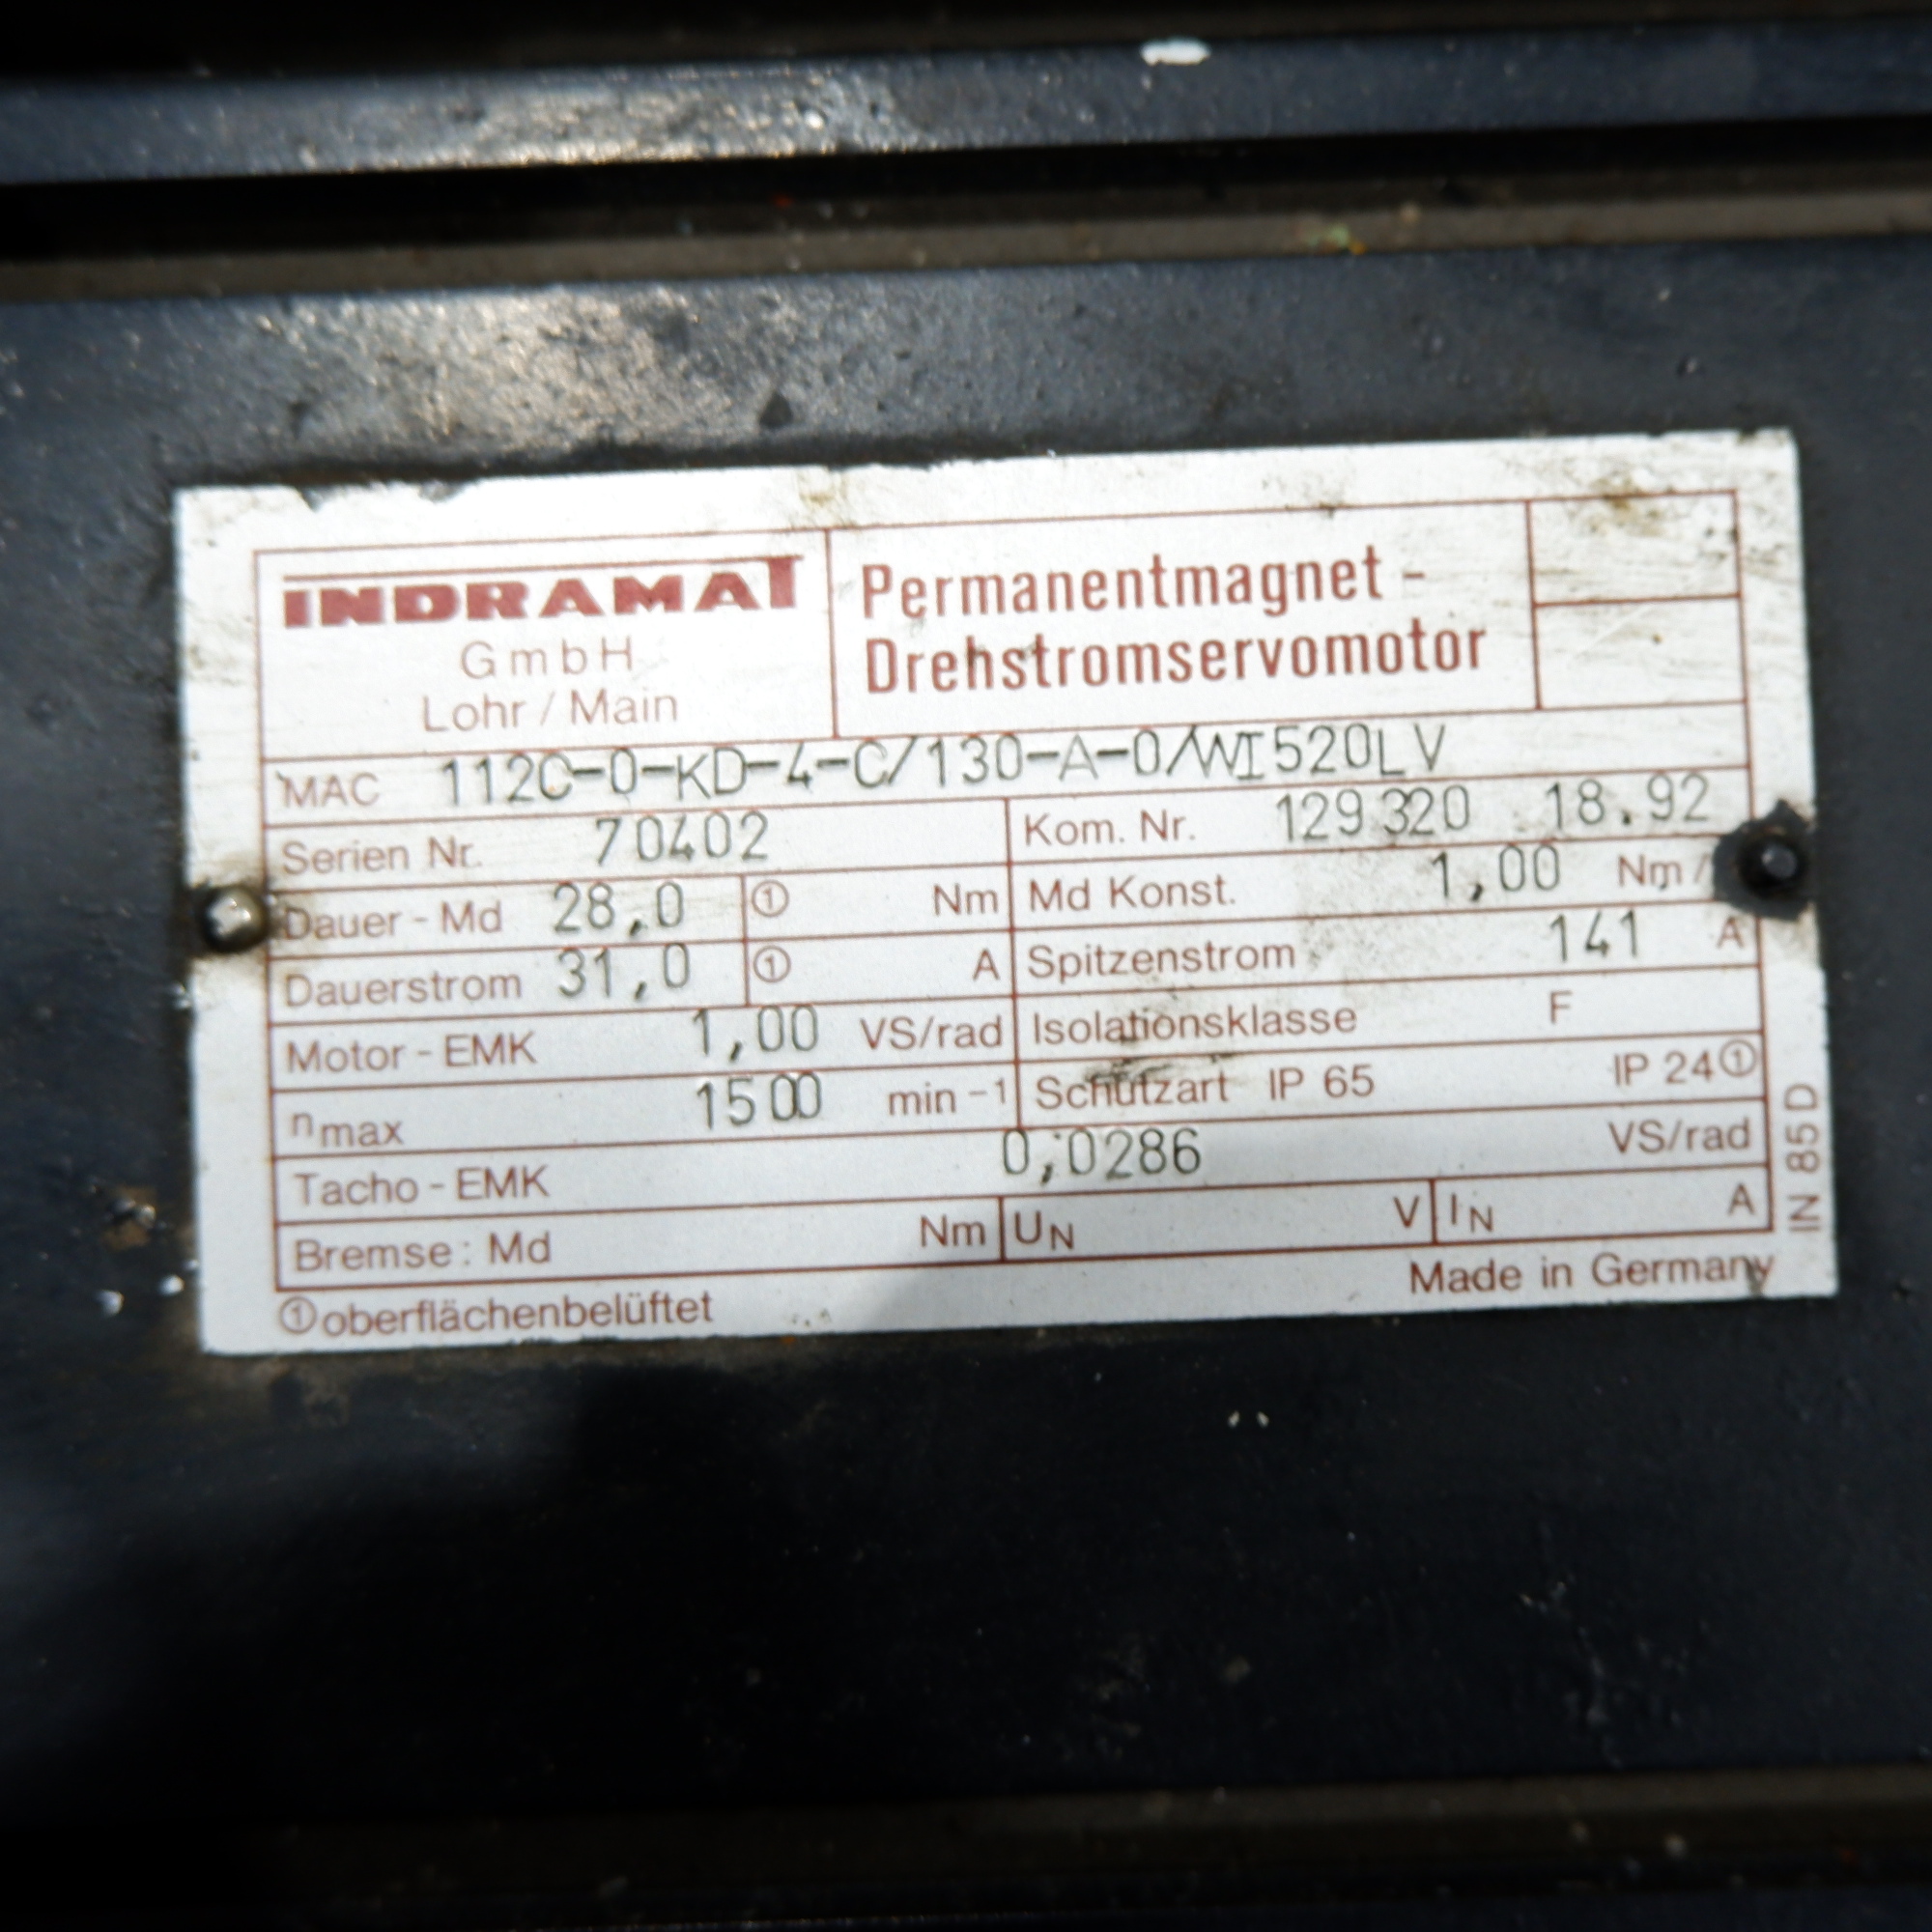 INDRAMAT
GmbH
Lohr / Main
Permanentmagnet -
Drehstromservomotor
MAC 112C-0-KD-4-C/130-A-0/WI520LV
Serien Nr. 70402 Kom. Nr. 129320 18.92
Dauer - Md 28,0 ① Nm Md Konst. 1,00 Nm /
Dauerstrom 31,0 ① A Spitzenstrom 141 A
Motor - EMK 1,00 VS/rad Isolationsklasse F
nmax 1500 min -1 Schutzart IP 65 IP 24①
Tacho - EMK 0,0286 VS/rad
Bremse : Md Nm UN V IN A
①oberflächenbelüftet Made in Germany
IN 85D